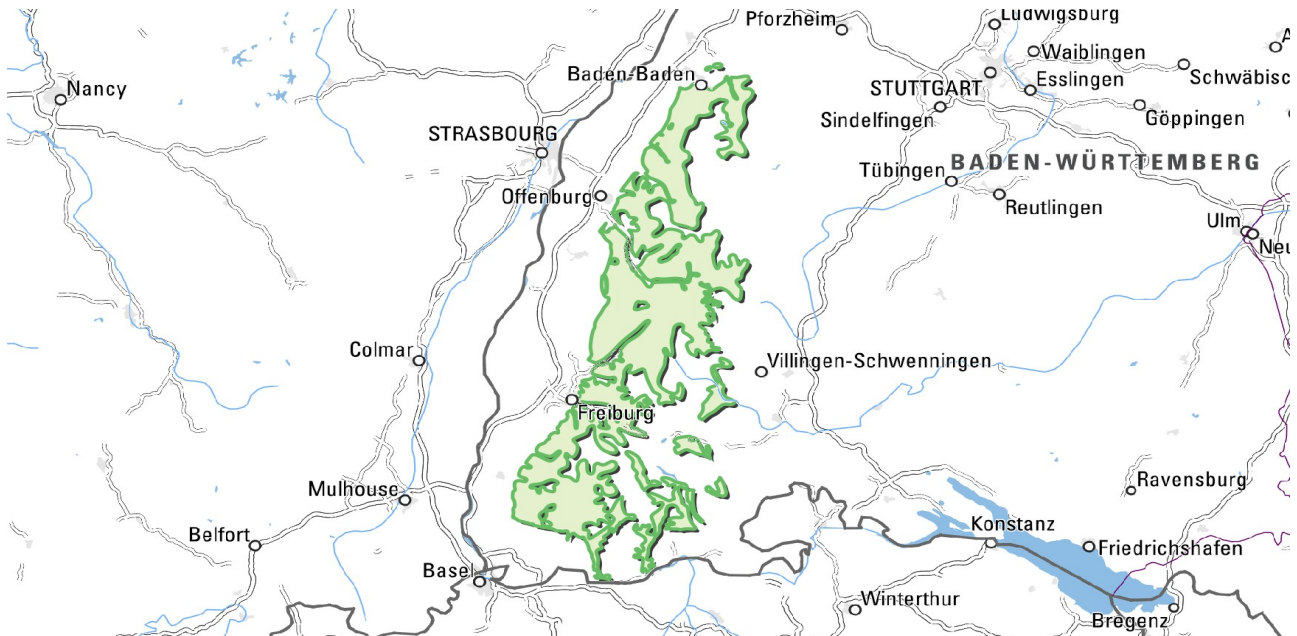 Pforzheim
Ludwigsburg
Waiblingen
Nancy
Baden-Baden
STUTTGART
Esslingen
Schwäbisc
Sindelfingen
Göppingen
STRASBOURG
Tübingen
BADEN-WÜRTTEMBERG
Offenburg
Reutlingen
Ulm
Neu
Colmar
Villingen-Schwenningen
Freiburg
Mulhouse
Ravensburg
Belfort
Konstanz
Friedrichshafen
Basel
Winterthur
Bregenz